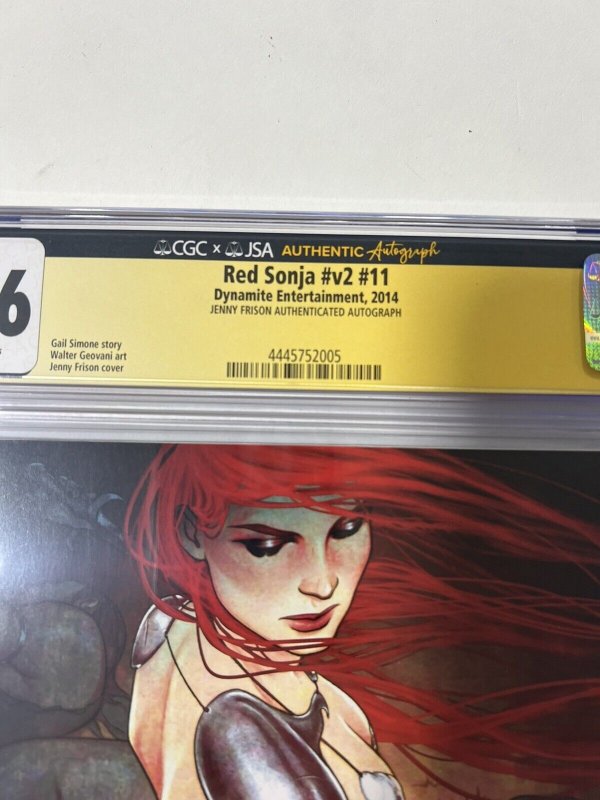 CGC x JSA AUTHENTIC Autograph
6
Red Sonja #v2 #11
Dynamite Entertainment, 2014
JENNY FRISON AUTHENTICATED AUTOGRAPH
Gail Simone story
Walter Geovani art
Jenny Frison cover
4445752005